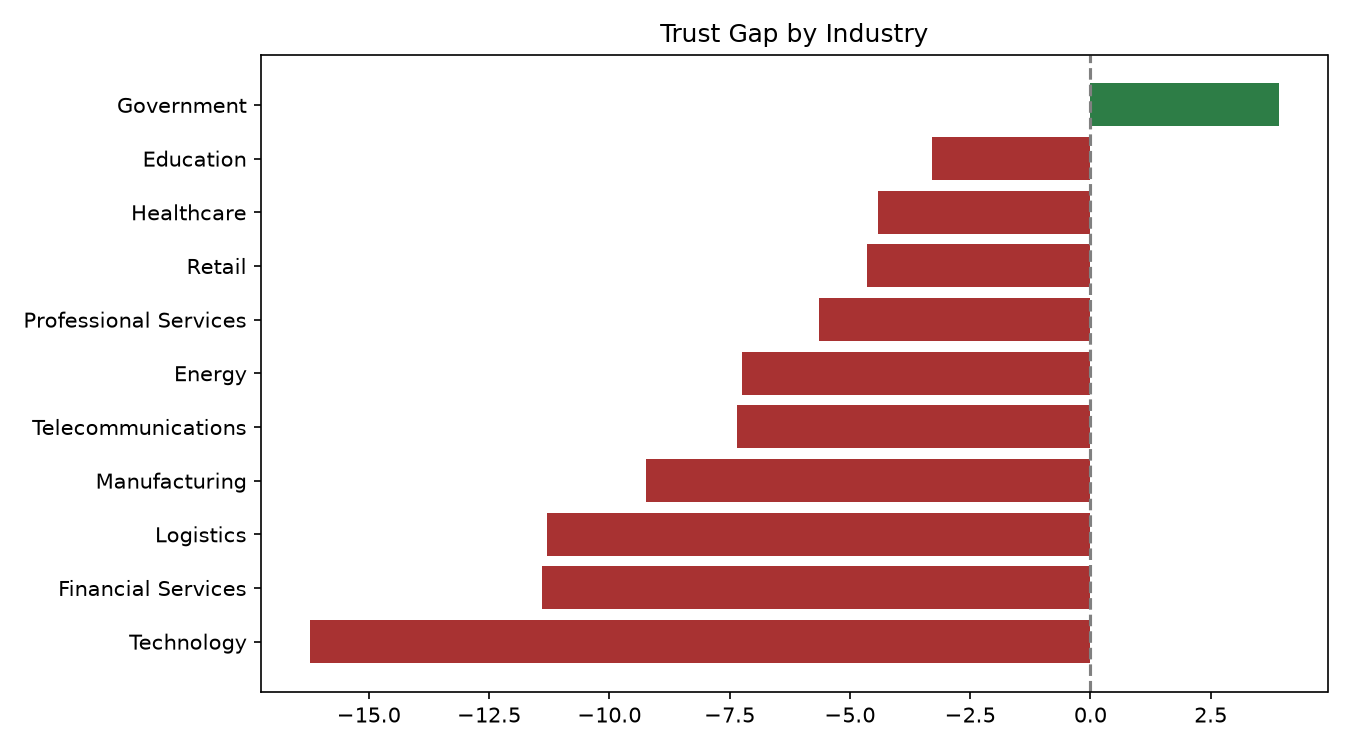 Trust Gap by Industry
Government
Education
Healthcare
Retail
Professional Services
Energy
Telecommunications
Manufacturing
Logistics
Financial Services
Technology
−15.0 −12.5 −10.0 −7.5 −5.0 −2.5 0.0 2.5